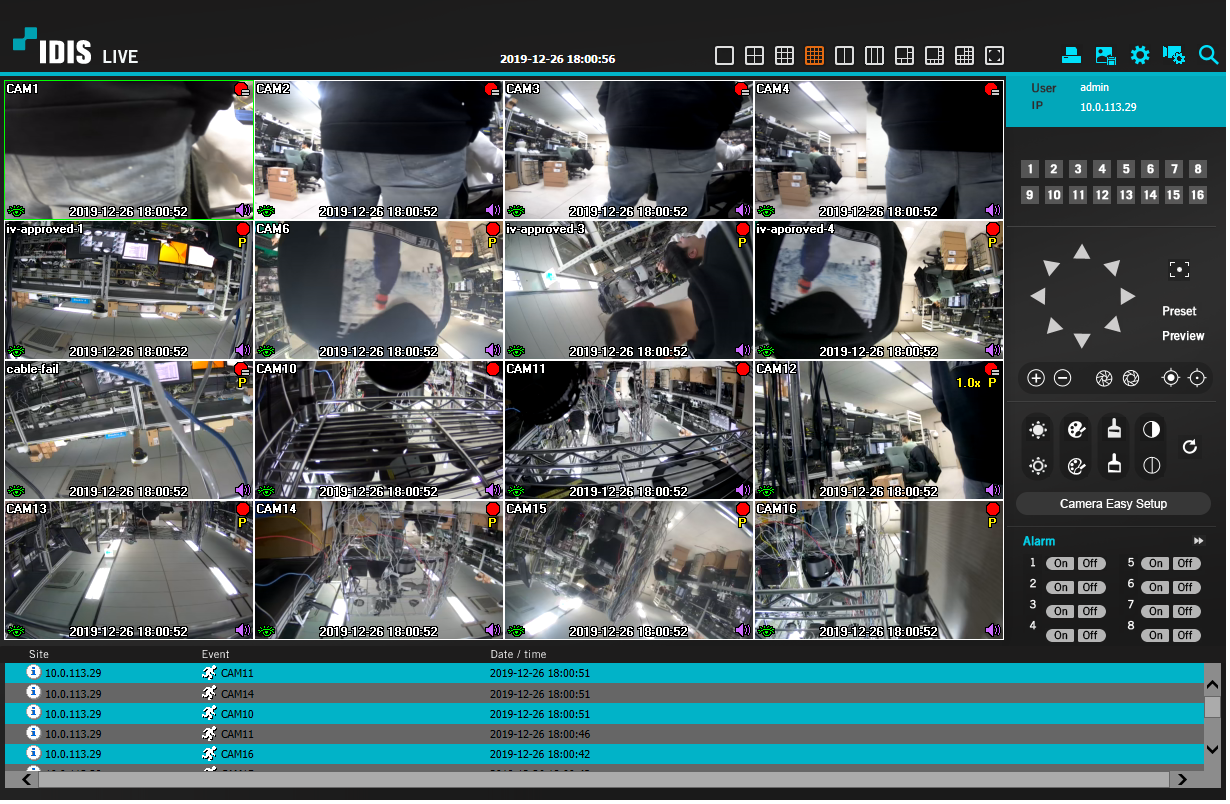 IDIS LIVE
2019-12-26 18:00:56
User admin
IP 10.0.113.29
CAM1
CAM2
CAM3
CAM4
2019-12-26 18:00:52
2019-12-26 18:00:52
2019-12-26 18:00:52
2019-12-26 18:00:52
1 2 3 4 5 6 7 8
9 10 11 12 13 14 15 16
iv-approved-1
P
CAM6
P
iv-approved-3
P
iv-aporoved-4
P
2019-12-26 18:00:52
2019-12-26 18:00:52
2019-12-26 18:00:52
2019-12-26 18:00:52
Preset
Preview
cable-fail
P
CAM10
CAM11
CAM12
1.0x P
2019-12-26 18:00:52
2019-12-26 18:00:52
2019-12-26 18:00:52
2019-12-26 18:00:52
Camera Easy Setup
CAM13
P
CAM14
P
CAM15
P
CAM16
P
2019-12-26 18:00:52
2019-12-26 18:00:52
2019-12-26 18:00:52
2019-12-26 18:00:52
Alarm
1 On Off 5 On Off
2 On Off 6 On Off
3 On Off 7 On Off
4 On Off 8 On Off
Site Event Date / time
10.0.113.29 CAM11 2019-12-26 18:00:51
10.0.113.29 CAM14 2019-12-26 18:00:51
10.0.113.29 CAM10 2019-12-26 18:00:51
10.0.113.29 CAM11 2019-12-26 18:00:46
10.0.113.29 CAM16 2019-12-26 18:00:42